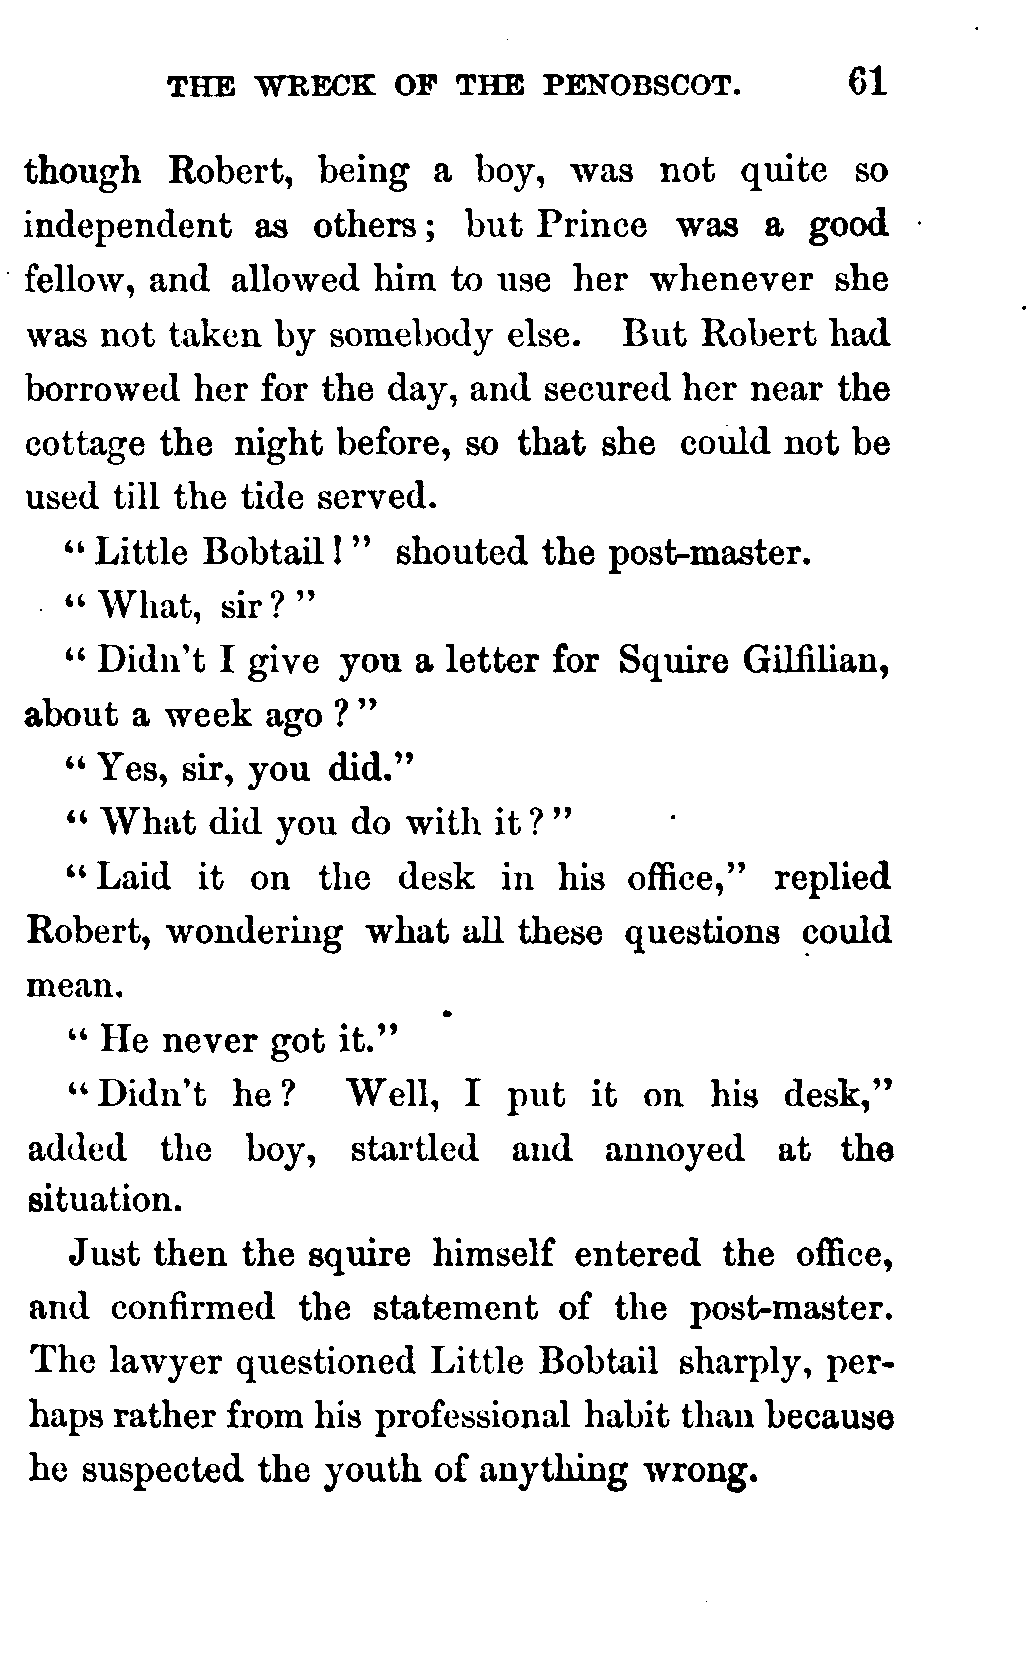 THE WRECK OF THE PENOBSCOT. 61
though Robert, being a boy, was not quite so
independent as others; but Prince was a good
fellow, and allowed him to use her whenever she
was not taken by somebody else. But Robert had
borrowed her for the day, and secured her near the
cottage the night before, so that she could not be
used till the tide served.
“Little Bobtail!” shouted the post-master.
“What, sir?”
“Didn’t I give you a letter for Squire Gilfilian,
about a week ago?”
“Yes, sir, you did.”
“What did you do with it?”
“Laid it on the desk in his office,” replied
Robert, wondering what all these questions could
mean.
“He never got it.”
“Didn’t he? Well, I put it on his desk,”
added the boy, startled and annoyed at the
situation.
Just then the squire himself entered the office,
and confirmed the statement of the post-master.
The lawyer questioned Little Bobtail sharply, per-
haps rather from his professional habit than because
he suspected the youth of anything wrong.